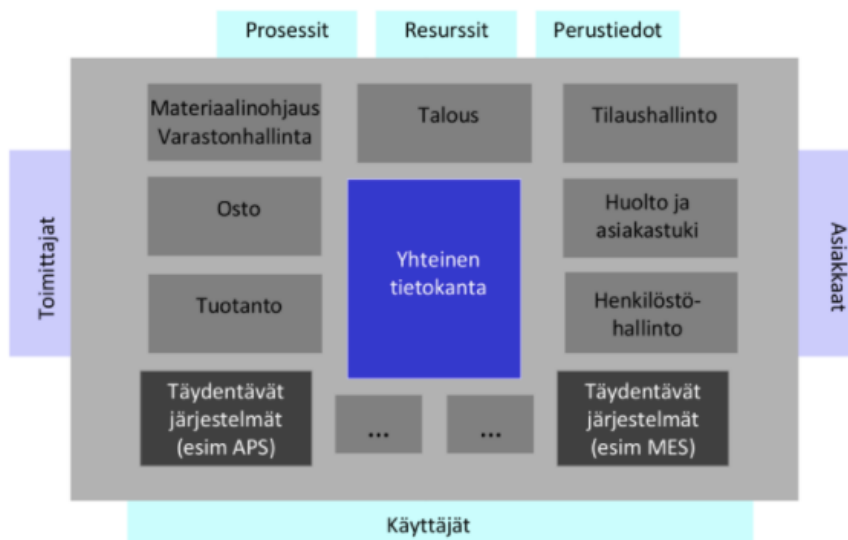 Prosessit
Resurssit
Perustiedot
Materiaalinohjaus
Varastonhallinta
Talous
Tilaushallinto
Toimittajat
Osto
Yhteinen
tietokanta
Huolto ja
asiakastuki
Asiakkaat
Tuotanto
Henkilöstö-
hallinto
Täydentävät
järjestelmät
(esim APS)
...
...
Täydentävät
järjestelmät
(esim MES)
Käyttäjät